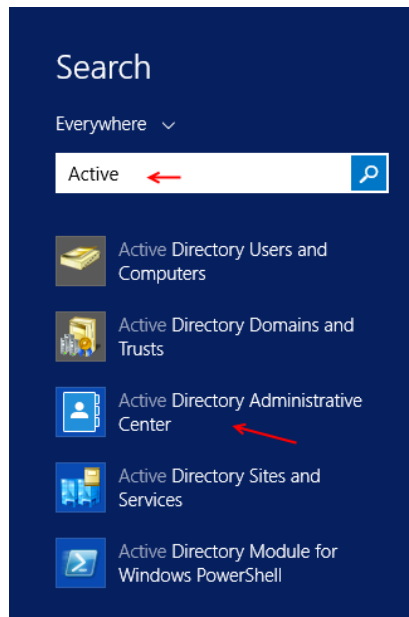 Search
Everywhere
Active
Active Directory Users and
Computers
Active Directory Domains and
Trusts
Active Directory Administrative
Center
Active Directory Sites and
Services
Active Directory Module for
Windows PowerShell